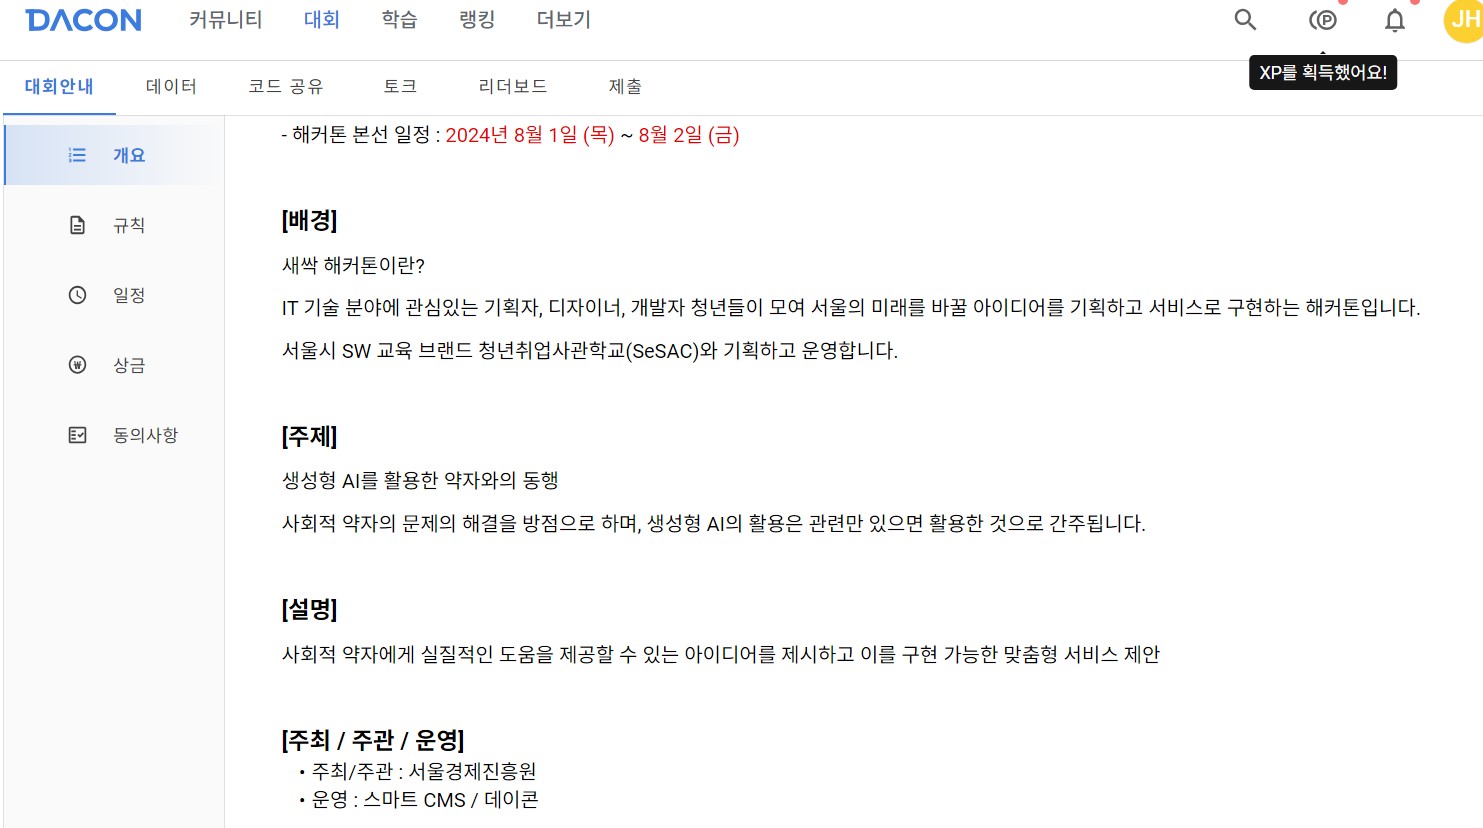 DACON 커뮤니티 대회 학습 랭킹 더보기 JH
XP를 획득했어요!
대회안내 데이터 코드 공유 토크 리더보드 제출
개요
규칙
일정
상금
동의사항
- 해커톤 본선 일정 : 2024년 8월 1일 (목) ~ 8월 2일 (금)
[배경]
새싹 해커톤이란?
IT 기술 분야에 관심있는 기획자, 디자이너, 개발자 청년들이 모여 서울의 미래를 바꿀 아이디어를 기획하고 서비스로 구현하는 해커톤입니다.
서울시 SW 교육 브랜드 청년취업사관학교(SeSAC)와 기획하고 운영합니다.
[주제]
생성형 AI를 활용한 약자와의 동행
사회적 약자의 문제의 해결을 방점으로 하며, 생성형 AI의 활용은 관련만 있으면 활용한 것으로 간주됩니다.
[설명]
사회적 약자에게 실질적인 도움을 제공할 수 있는 아이디어를 제시하고 이를 구현 가능한 맞춤형 서비스 제안
[주최 / 주관 / 운영]
• 주최/주관 : 서울경제진흥원
• 운영 : 스마트 CMS / 데이콘